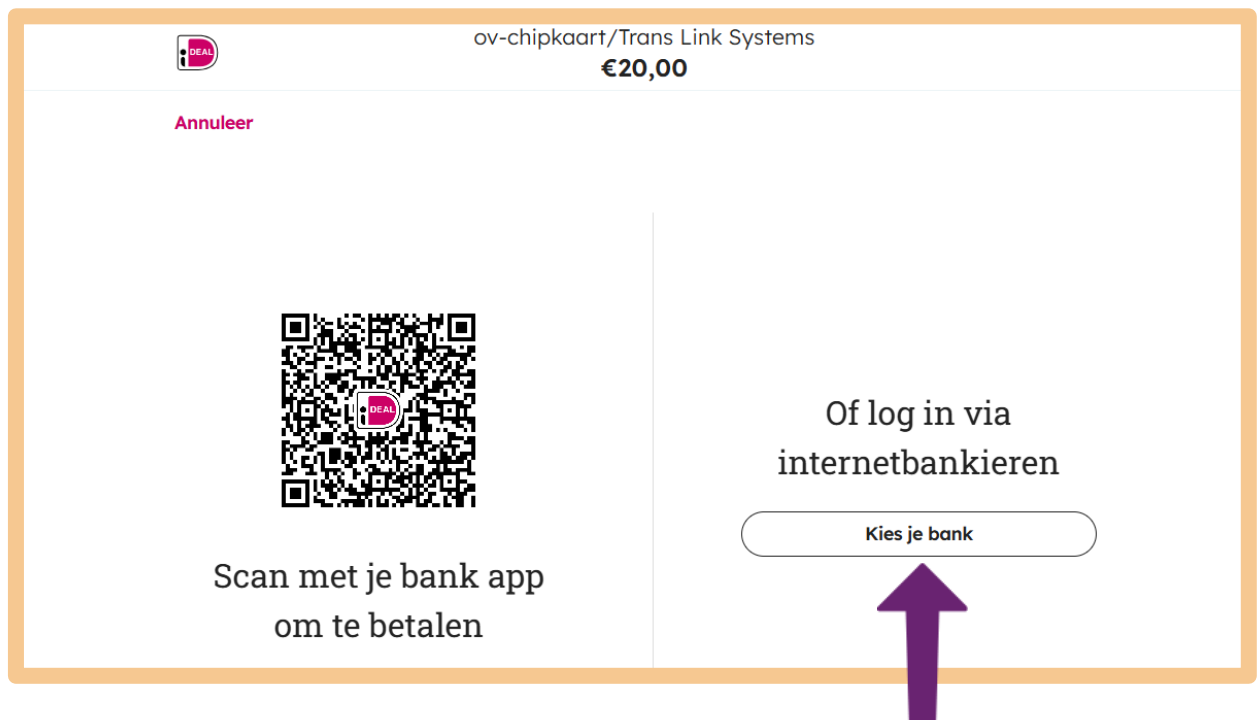 iDEAL
ov-chipkaart/Trans Link Systems
€20,00
Annuleer
iDEAL
Scan met je bank app
om te betalen
Of log in via
internetbankieren
Kies je bank